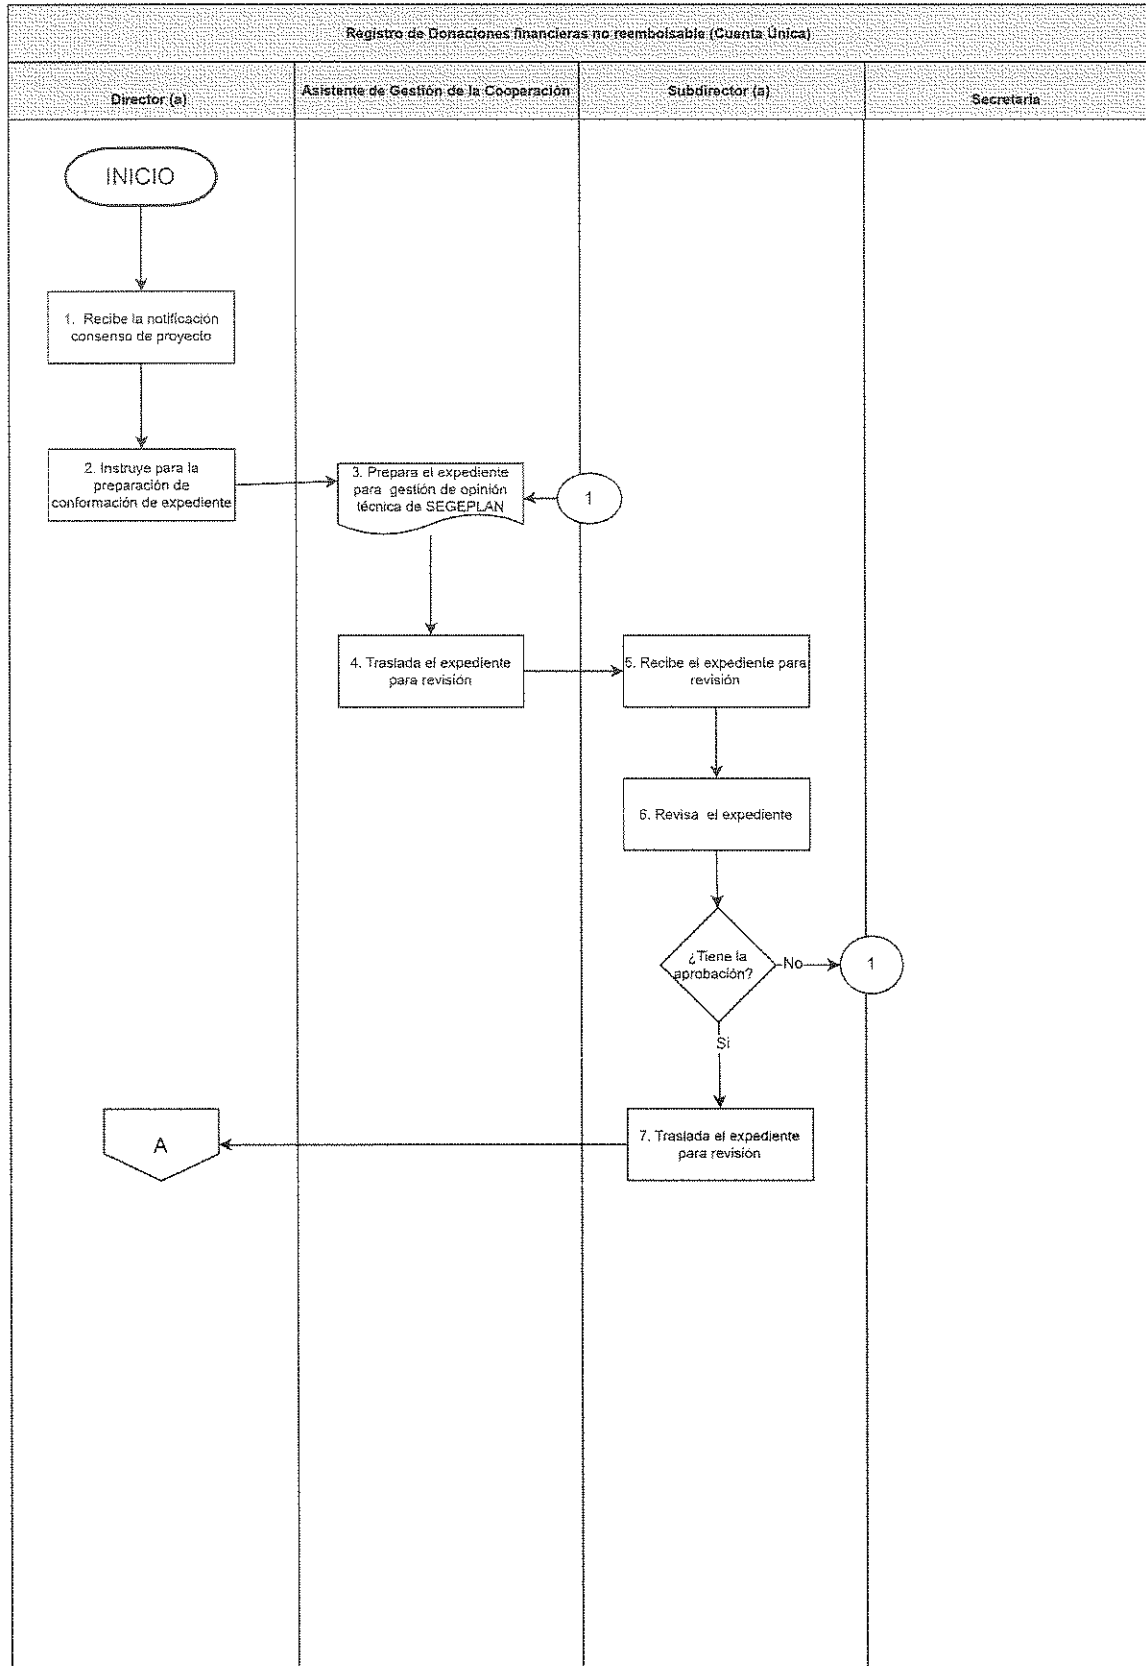 Registro de Donaciones financieras no reembolsable (Cuenta Única)
Director (a)
Asistente de Gestión de la Cooperación
Subdirector (a)
Secretaria
INICIO
1. Recibe la notificación
consenso de proyecto
2. Instruye para la
preparación de
conformación de expediente
3. Prepara el expediente
para gestión de opinión
técnica de SEGEPLAN
1
4. Traslada el expediente
para revisión
5. Recibe el expediente para
revisión
6. Revisa el expediente
¿Tiene la
aprobación?
No
1
Si
7. Traslada el expediente
para revisión
A